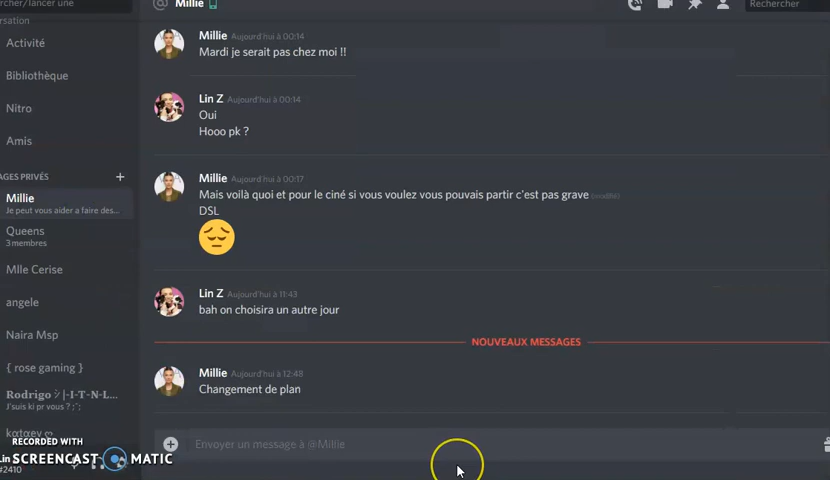 rcher/lancer une
@ Millie
Rechercher
rsation
Activité
Bibliothèque
Nitro
Amis
AGES PRIVÉS +
Millie
Je peut vous aider a faire des...
Queens
3 membres
Mlle Cerise
angele
Naira Msp
{ rose gaming }
Rodrigo ツ |-I-T-N-L...
J'suis ki pr vous ? ;¨;
Millie Aujourd'hui à 00:14
Mardi je serait pas chez moi !!
Lin Z Aujourd'hui à 00:14
Oui
Hooo pk ?
Millie Aujourd'hui à 00:17
Mais voilà quoi et pour le ciné si vous voulez vous pouvais partir c'est pas grave (modifié)
DSL
Lin Z Aujourd'hui à 11:43
bah on choisira un autre jour
NOUVEAUX MESSAGES
Millie Aujourd'hui à 12:48
Changement de plan
Envoyer un message à @Millie
RECORDED WITH
SCREENCAST MATIC
Lin
#2410